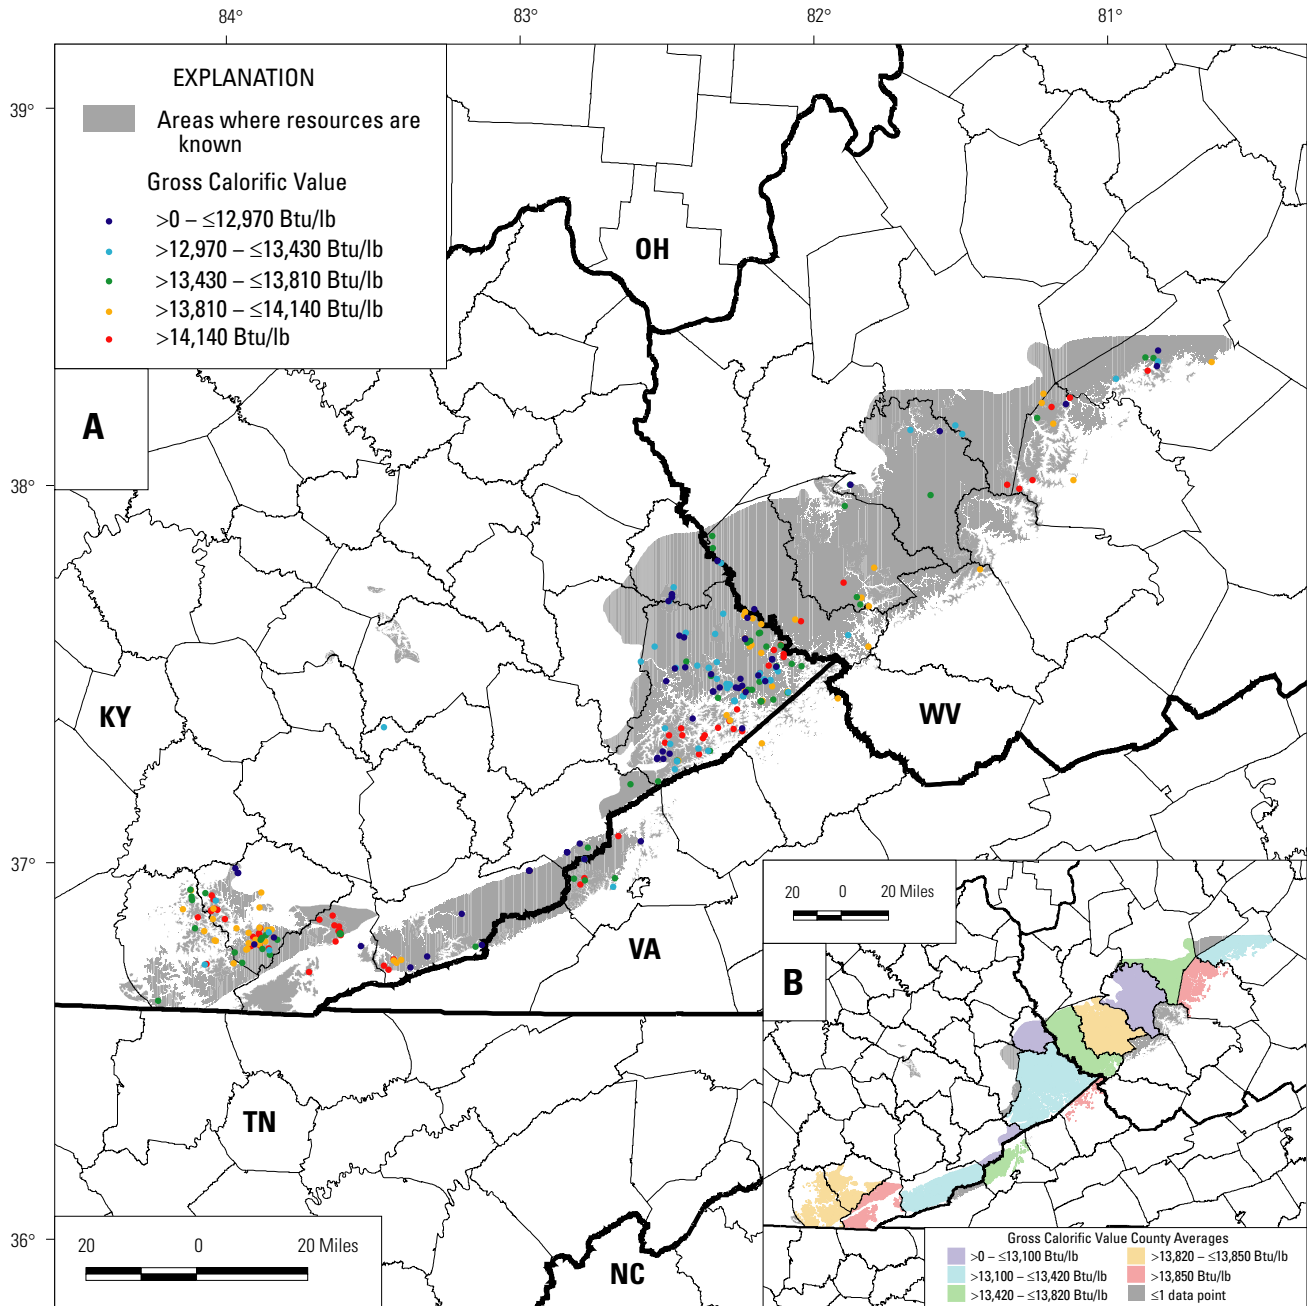 84°
83°
82°
81°
39°
38°
37°
36°
EXPLANATION
Areas where resources are
known
Gross Calorific Value
>0 – ≤12,970 Btu/lb
>12,970 – ≤13,430 Btu/lb
>13,430 – ≤13,810 Btu/lb
>13,810 – ≤14,140 Btu/lb
>14,140 Btu/lb
A
OH
KY
WV
VA
TN
NC
20 0 20 Miles
20 0 20 Miles
B
Gross Calorific Value County Averages
>0 – ≤13,100 Btu/lb
>13,100 – ≤13,420 Btu/lb
>13,420 – ≤13,820 Btu/lb
>13,820 – ≤13,850 Btu/lb
>13,850 Btu/lb
≤1 data point